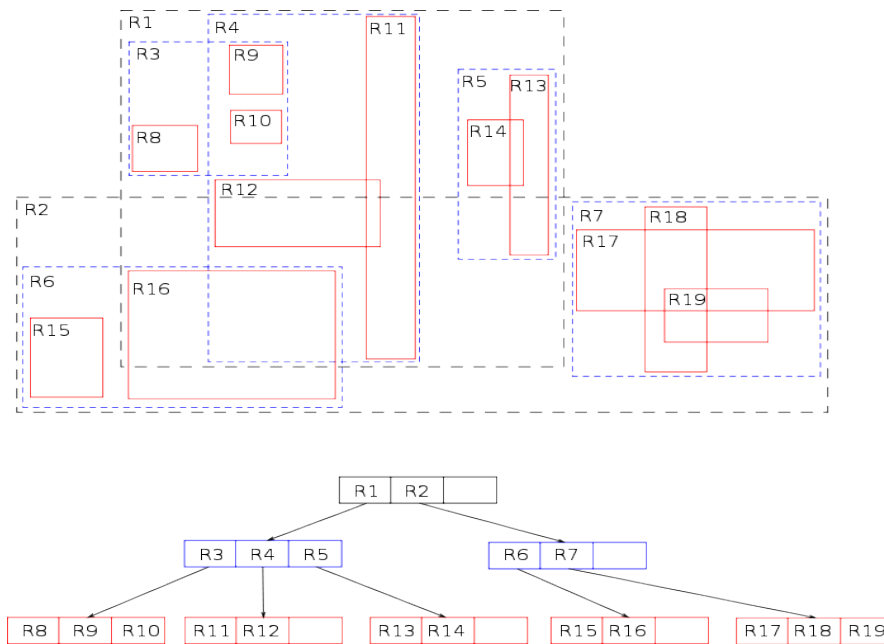 R1 R4 R11
R3 R9
R5 R13
R10
R8 R14
R12
R2
R7 R18
R17
R6
R16
R19
R15
R1 R2
R3 R4 R5 R6 R7
R8 R9 R10 R11 R12 R13 R14 R15 R16 R17 R18 R19